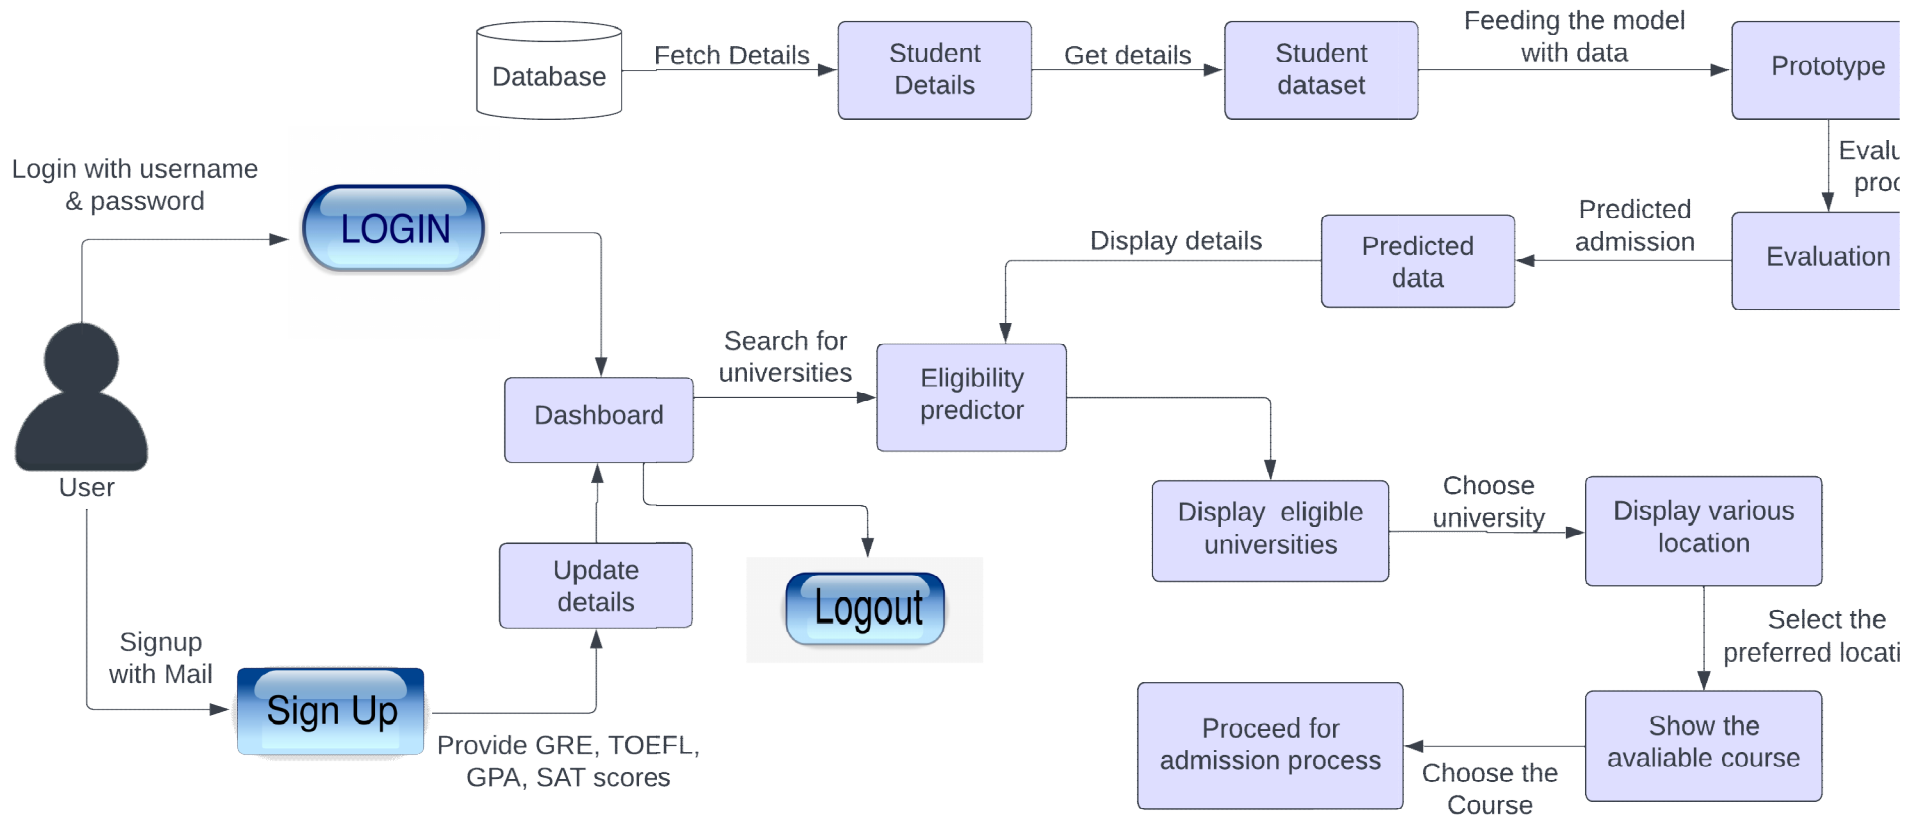 Database
Fetch Details
Student
Details
Get details
Student
dataset
Feeding the model
with data
Prototype
Login with username
& password
LOGIN
Display details
Predicted
data
Predicted
admission
Evaluation
Search for
universities
Dashboard
Eligibility
predictor
User
Update
details
Logout
Display eligible
universities
Choose
university
Display various
location
Signup
with Mail
Sign Up
Provide GRE, TOEFL,
GPA, SAT scores
Select the
preferred
Show the
avaliable course
Choose the
Course
Proceed for
admission process